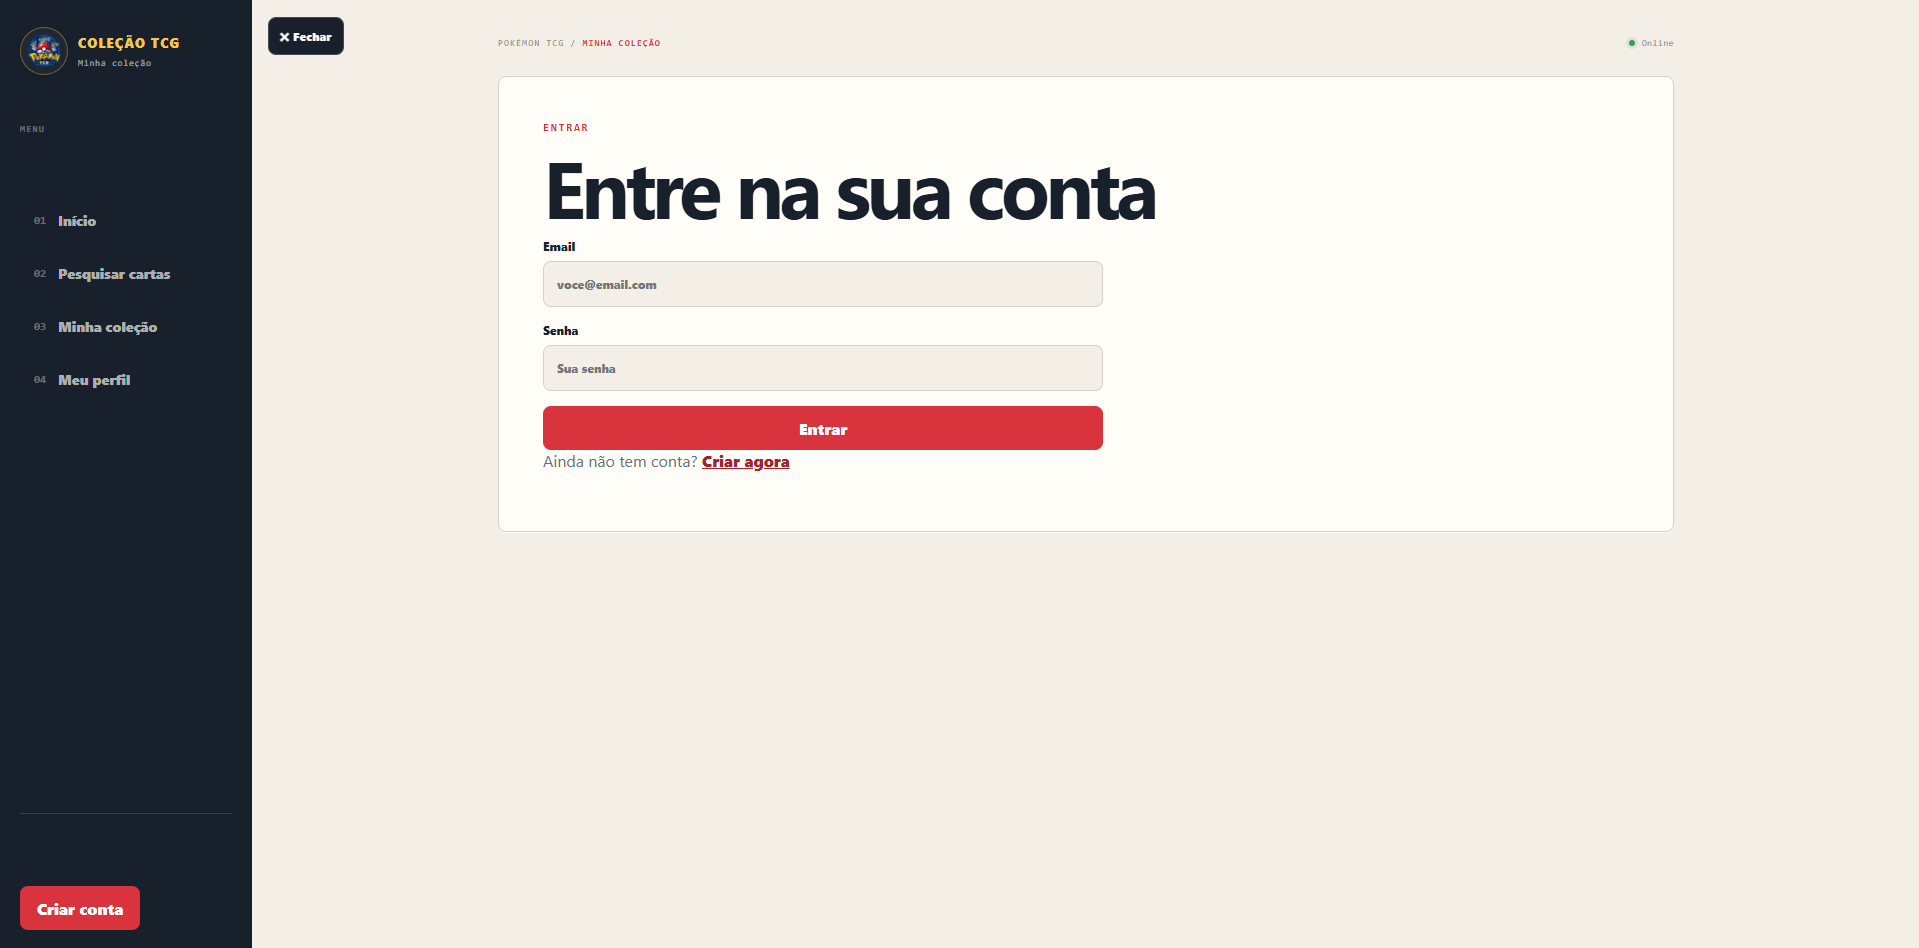 COLEÇÃO TCG
Minha coleção
MENU
01 Início
02 Pesquisar cartas
03 Minha coleção
04 Meu perfil
Criar conta
✕ Fechar
POKÉMON TCG / MINHA COLEÇÃO
Online
ENTRAR
Entre na sua conta
Email
voce@email.com
Senha
Sua senha
Entrar
Ainda não tem conta? Criar agora